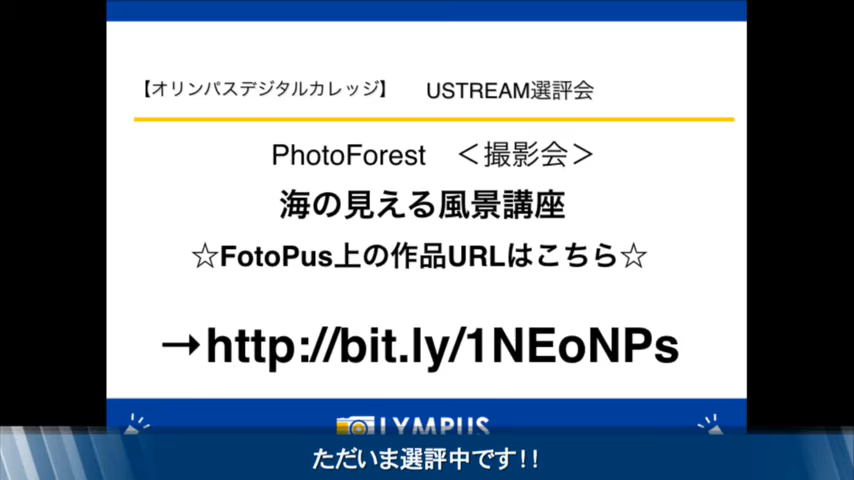 【オリンパスデジタルカレッジ】 USTREAM選評会
PhotoForest ＜撮影会＞
海の見える風景講座
☆FotoPus上の作品URLはこちら☆
→http://bit.ly/1NEoNPs
OLYMPUS
ただいま選評中です!!